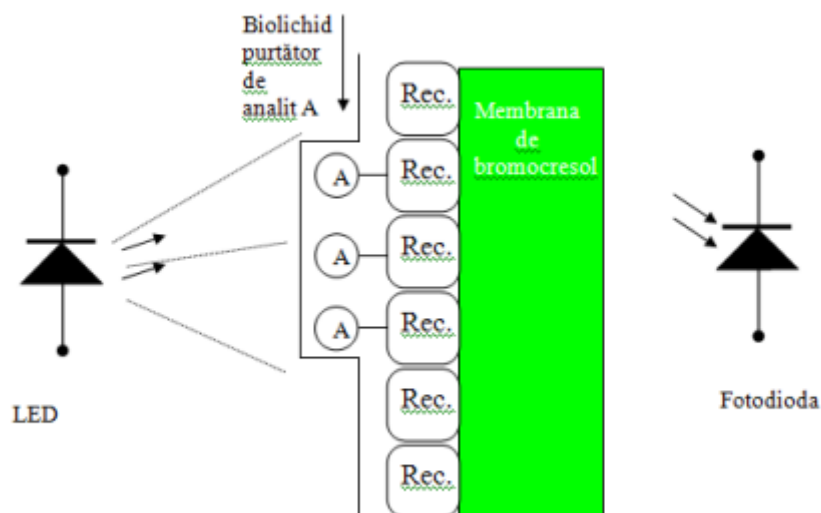 Biolichid
purtător
de
analit A
Rec.
Membrana
de
bromocresol
A
Rec.
A
Rec.
A
Rec.
Rec.
Rec.
LED
Fotodioda